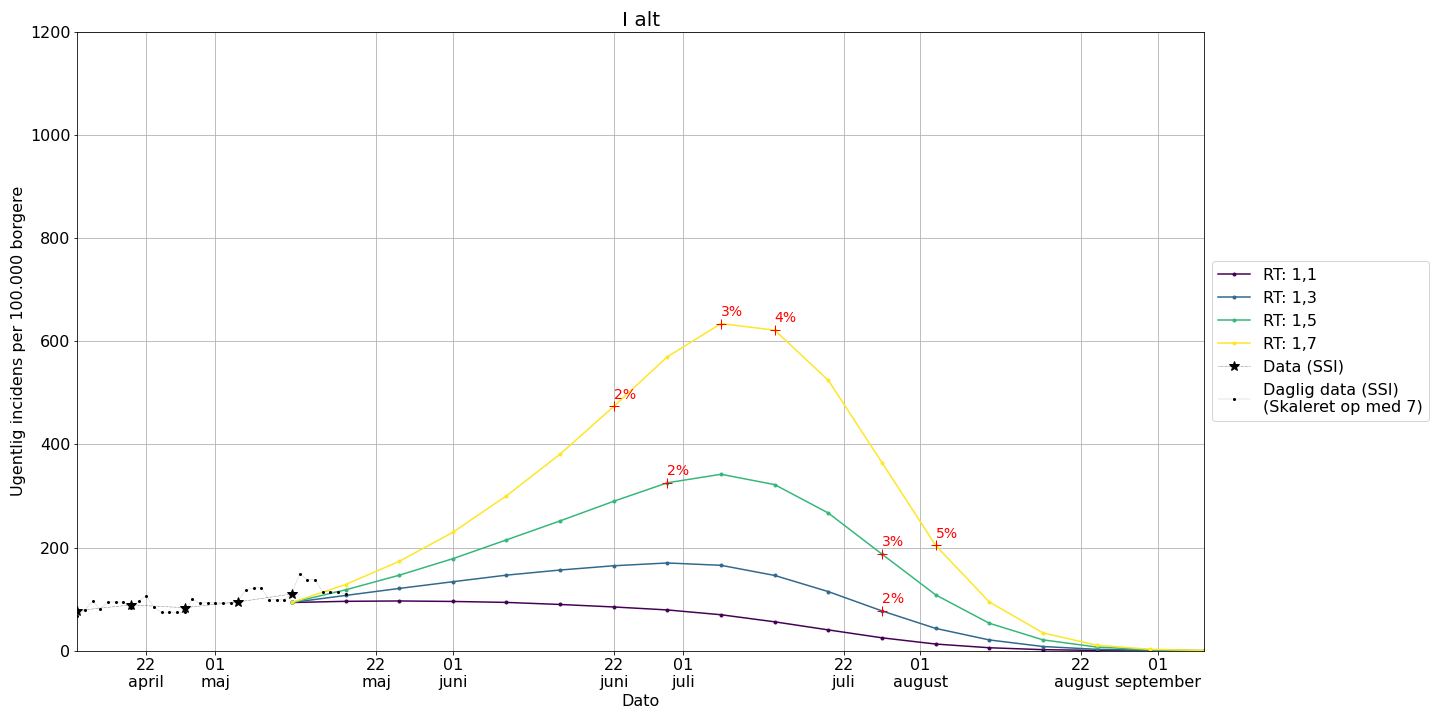 I alt
1200
1000
800
600
400
200
0
Ugentlig incidens per 100.000 borgere
3%
4%
2%
2%
3%
5%
2%
22
april
01
maj
22
maj
01
juni
22
juni
01
juli
22
juli
01
august
22
august
01
september
Dato
RT: 1,1
RT: 1,3
RT: 1,5
RT: 1,7
Data (SSI)
Daglig data (SSI)
(Skaleret op med 7)